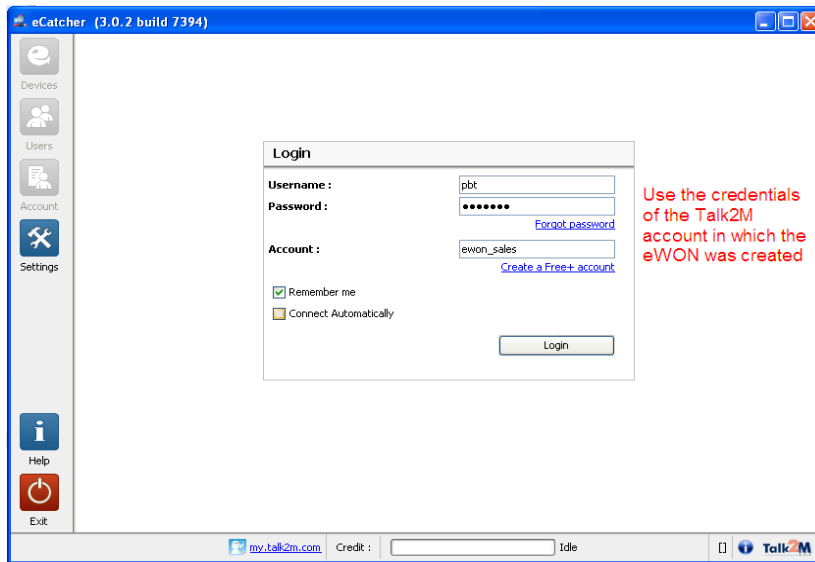 eCatcher (3.0.2 build 7394)
Devices
Users
Account
Settings
Help
Exit
Login
Username :
pbt
Password :
•••••••
Forgot password
Account :
ewon_sales
Create a Free+ account
Remember me
Connect Automatically
Login
Use the credentials
of the Talk2M
account in which the
eWON was created
my.talk2m.com
Credit :
Idle
[]
Talk2M